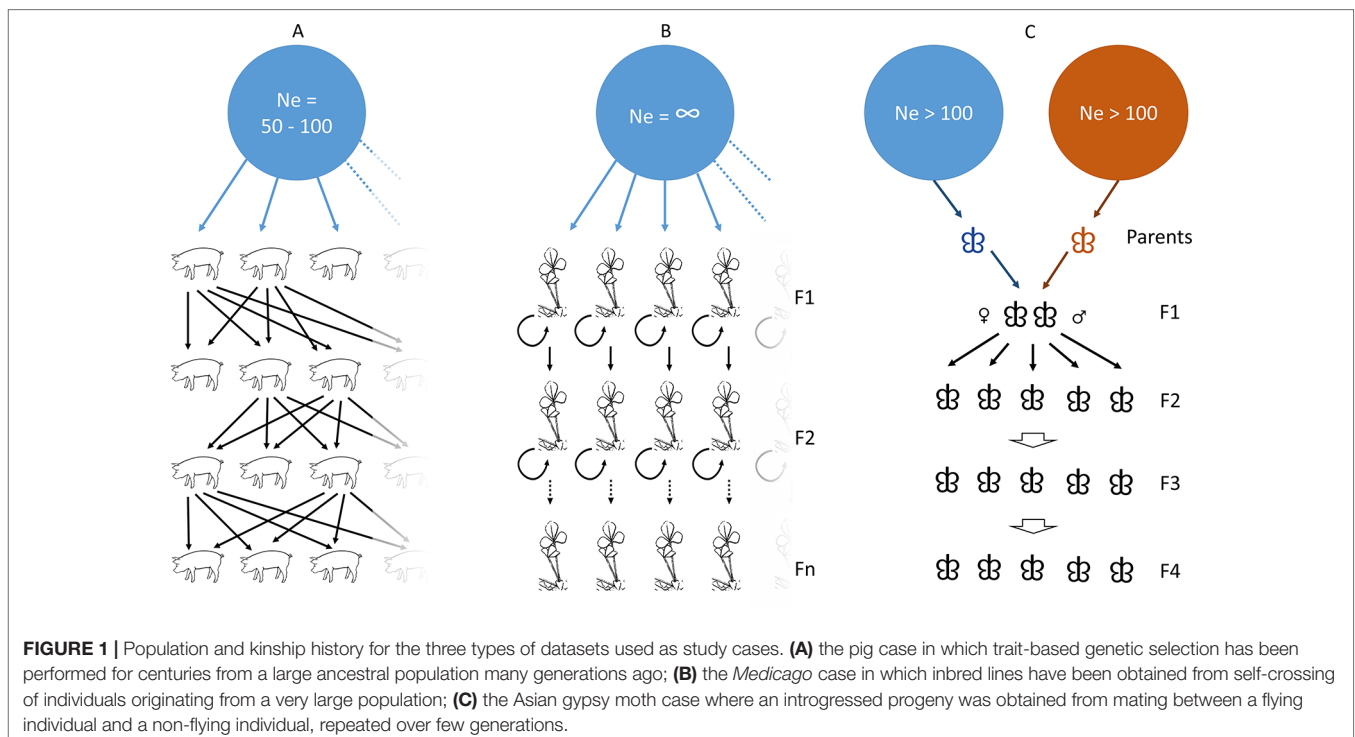 A
B
C
Ne =
50 - 100
Ne = ∞
Ne > 100
Ne > 100
Parents
F1
♀
♂
F1
F2
F2
F3
Fn
F4
FIGURE 1 | Population and kinship history for the three types of datasets used as study cases. (A) the pig case in which trait-based genetic selection has been
performed for centuries from a large ancestral population many generations ago; (B) the Medicago case in which inbred lines have been obtained from self-crossing
of individuals originating from a very large population; (C) the Asian gypsy moth case where an introgressed progeny was obtained from mating between a flying
individual and a non-flying individual, repeated over few generations.